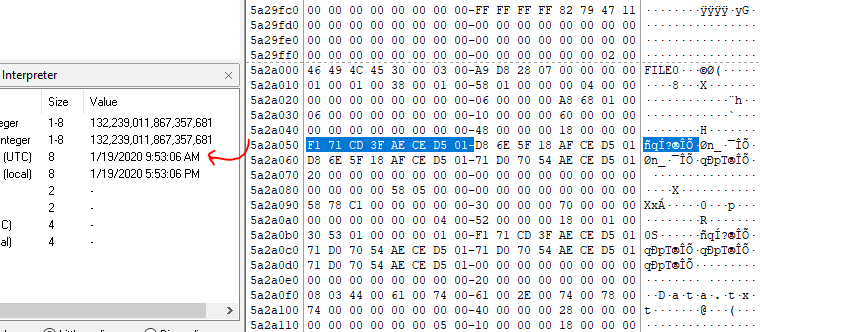 Interpreter
Size Value
eger 1-8 132,239,011,867,357,681
nteger 1-8 132,239,011,867,357,681
(UTC) 8 1/19/2020 9:53:06 AM
(local) 8 1/19/2020 5:53:06 PM
2 -
2 -
C) 4 -
al) 4 -
5a29fc0 00 00 00 00 00 00 00 00-FF FF FF FF 82 79 47 11 ········ÿÿÿÿ·yG·
5a29fd0 00 00 00 00 00 00 00 00-00 00 00 00 00 00 00 00 ················
5a29fe0 00 00 00 00 00 00 00 00-00 00 00 00 00 00 00 00 ················
5a29ff0 00 00 00 00 00 00 00 00-00 00 00 00 00 00 02 00 ················
5a2a000 46 49 4C 45 30 00 03 00-A9 D8 28 07 00 00 00 00 FILE0···©Ø(·····
5a2a010 01 00 01 00 38 00 01 00-58 01 00 00 00 04 00 00 ····8···X·······
5a2a020 00 00 00 00 00 00 00 00-06 00 00 00 A8 68 01 00 ············¨h··
5a2a030 06 00 00 00 00 00 00 00-10 00 00 00 60 00 00 00 ············`···
5a2a040 00 00 00 00 00 00 00 00-48 00 00 00 18 00 00 00 ········H·······
5a2a050 F1 71 CD 3F AE CE D5 01-D8 6E 5F 18 AF CE D5 01 ñqÍ?®ÎÕ·Øn_·¯ÎÕ·
5a2a060 D8 6E 5F 18 AF CE D5 01-71 D0 70 54 AE CE D5 01 Øn_·¯ÎÕ·qÐpT®ÎÕ·
5a2a070 20 00 00 00 00 00 00 00-00 00 00 00 00 00 00 00 ···············
5a2a080 00 00 00 00 58 05 00 00-00 00 00 00 00 00 00 00 ····X···········
5a2a090 58 78 C1 00 00 00 00 00-30 00 00 00 70 00 00 00 XxÁ·····0···p···
5a2a0a0 00 00 00 00 00 00 04 00-52 00 00 00 18 00 01 00 ········R·······
5a2a0b0 30 53 01 00 00 00 01 00-F1 71 CD 3F AE CE D5 01 0S······ñqÍ?®ÎÕ·
5a2a0c0 71 D0 70 54 AE CE D5 01-71 D0 70 54 AE CE D5 01 qÐpT®ÎÕ·qÐpT®ÎÕ·
5a2a0d0 71 D0 70 54 AE CE D5 01-00 00 00 00 00 00 00 00 qÐpT®ÎÕ·········
5a2a0e0 00 00 00 00 00 00 00 00-20 00 00 00 00 00 00 00 ········ ·······
5a2a0f0 08 03 44 00 61 00 74 00-61 00 2E 00 74 00 78 00 ··D·a·t·a·.·t·x·
5a2a100 74 00 00 00 00 00 00 00-40 00 00 00 28 00 00 00 t·······@···(···
5a2a110 00 00 00 00 00 00 05 00-10 00 00 00 18 00 00 00 ················